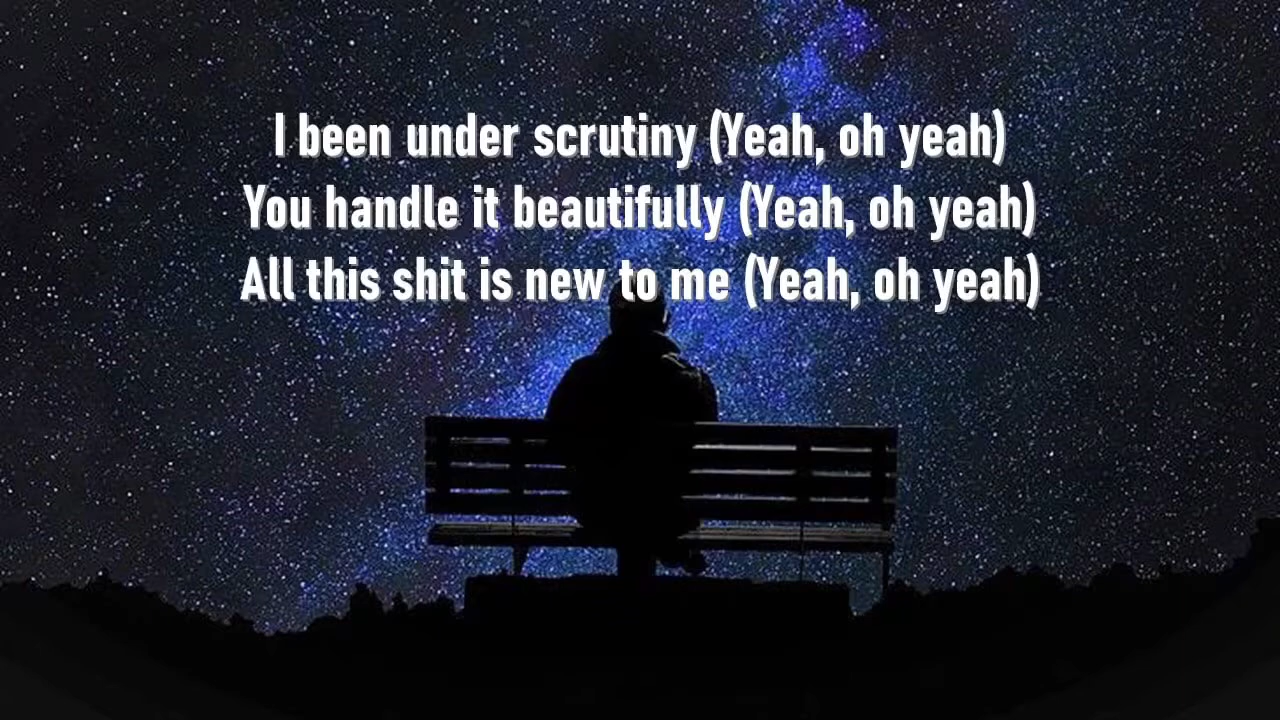 I been under scrutiny (Yeah, oh yeah)
You handle it beautifully (Yeah, oh yeah)
All this shit is new to me (Yeah, oh yeah)